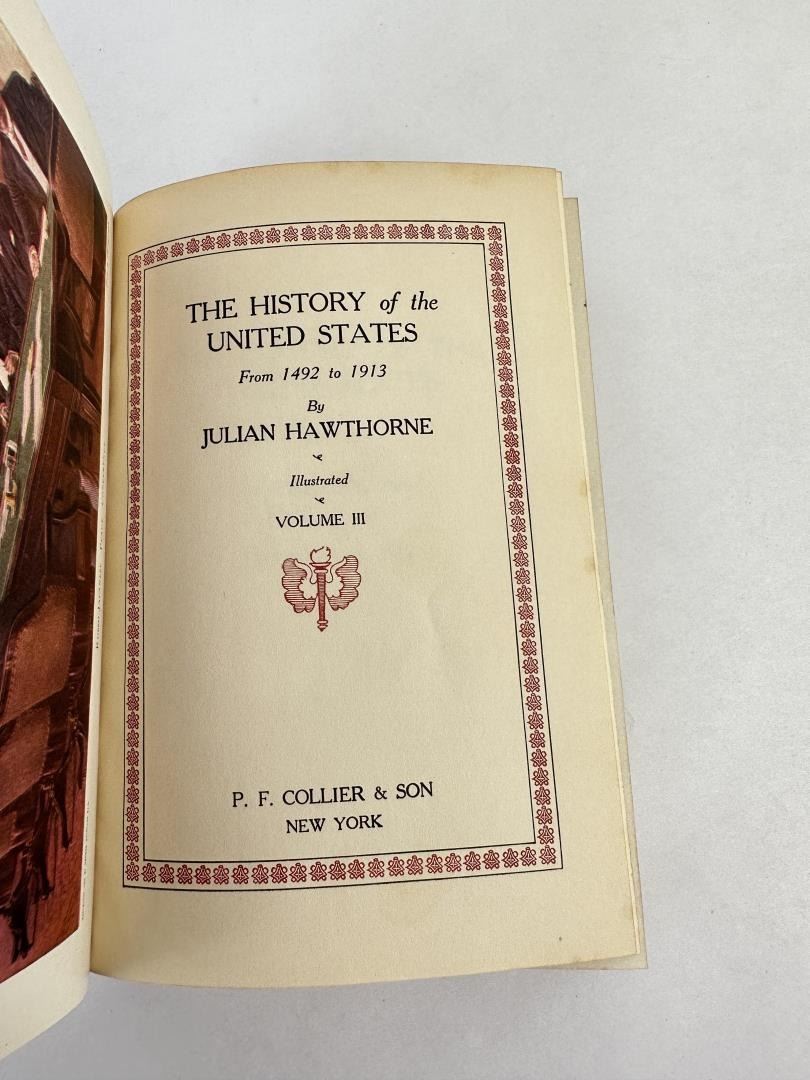 THE HISTORY of the
UNITED STATES
From 1492 to 1913
By
JULIAN HAWTHORNE
Illustrated
VOLUME III
P. F. COLLIER & SON
NEW YORK